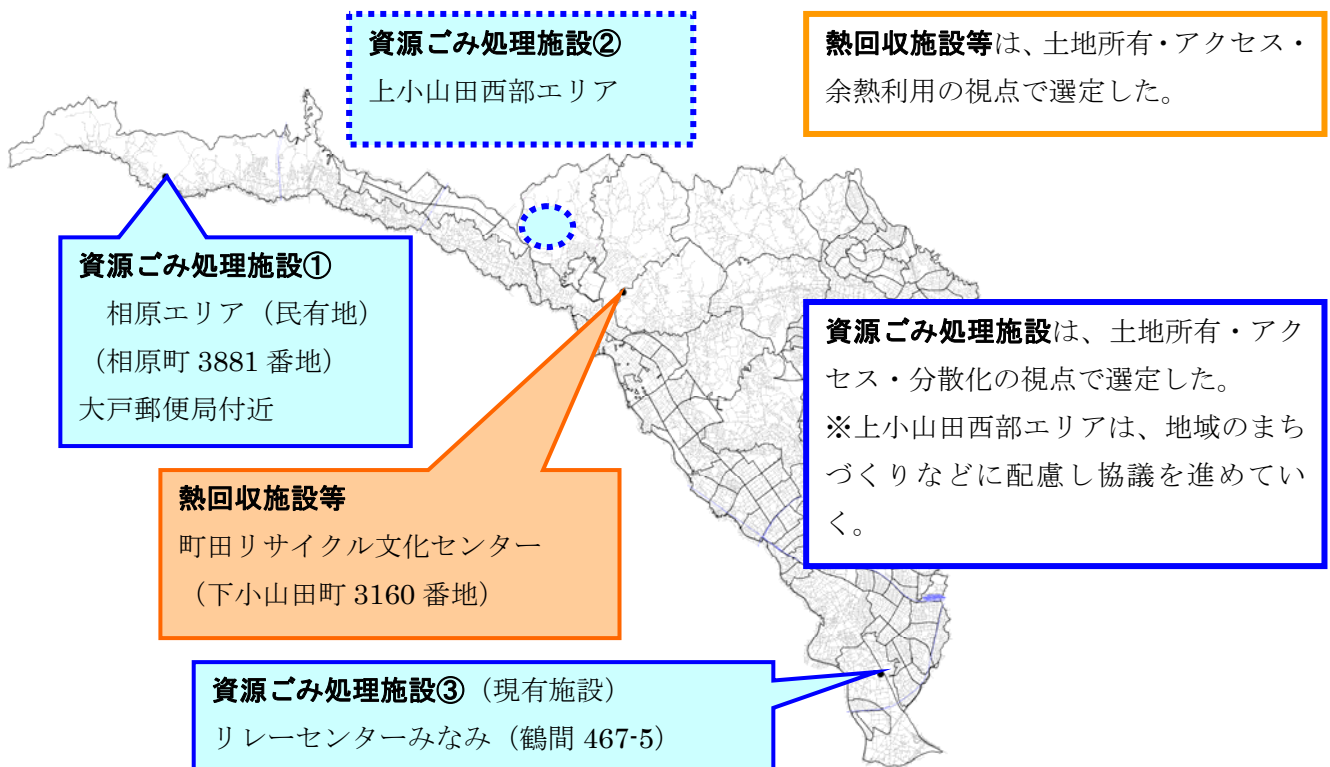 資源ごみ処理施設②
上小山田西部エリア
熱回収施設等は、土地所有・アクセス・
余熱利用の視点で選定した。
資源ごみ処理施設①
相原エリア（民有地）
（相原町 3881 番地）
大戸郵便局付近
資源ごみ処理施設は、土地所有・アク
セス・分散化の視点で選定した。
※上小山田西部エリアは、地域のまち
づくりなどに配慮し協議を進めてい
く。
熱回収施設等
町田リサイクル文化センター
（下小山田町 3160 番地）
資源ごみ処理施設③（現有施設）
リレーセンターみなみ（鶴間 467-5）